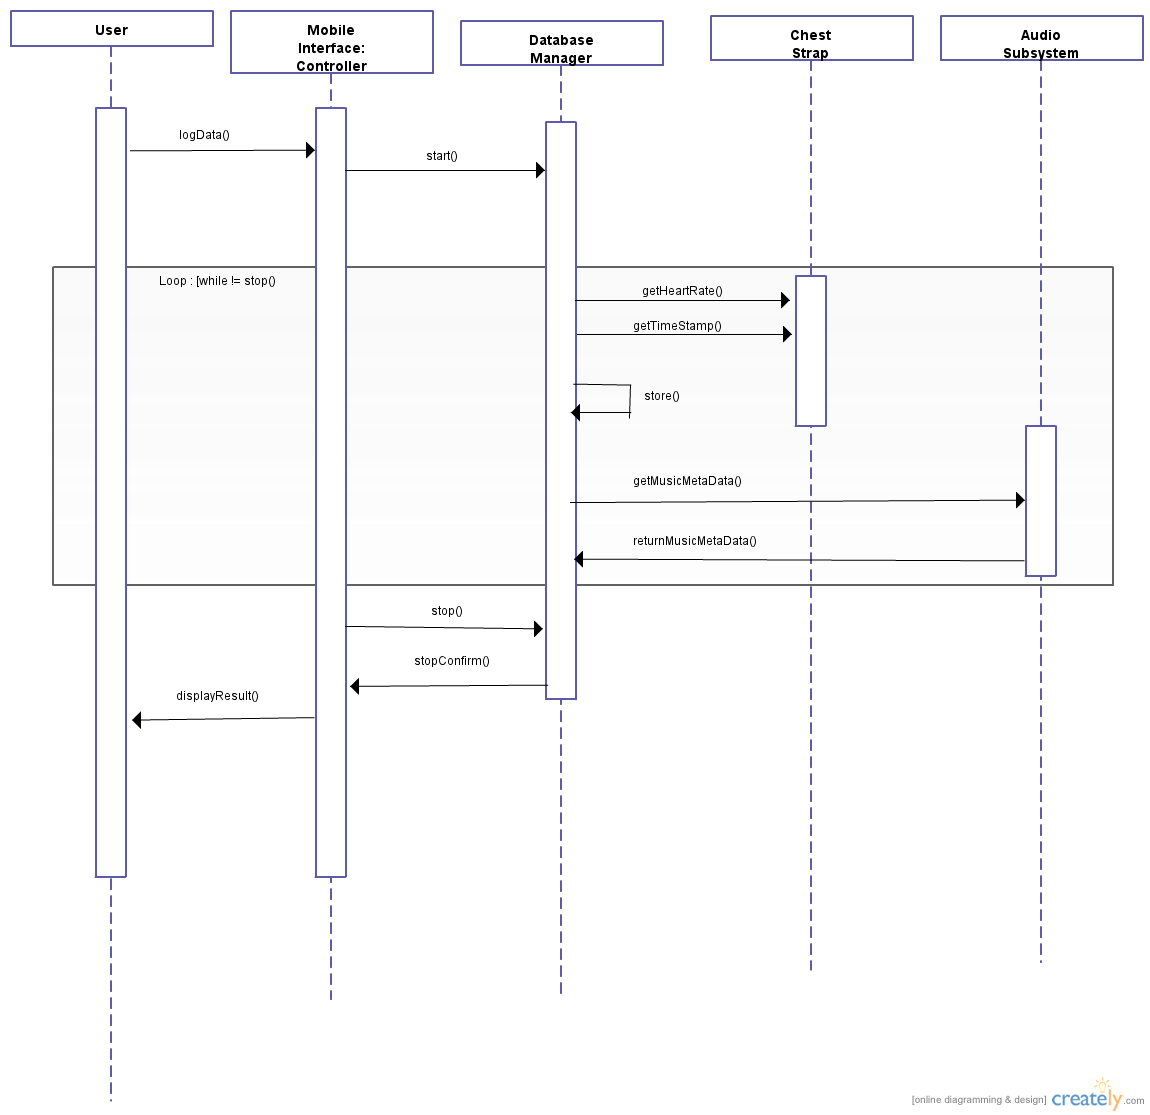 User
Mobile
Interface:
Controller
Database
Manager
Chest
Strap
Audio
Subsystem
logData()
start()
Loop : [while != stop()
getHeartRate()
getTimeStamp()
store()
getMusicMetaData()
returnMusicMetaData()
stop()
stopConfirm()
displayResult()
[online diagramming & design] creately.com